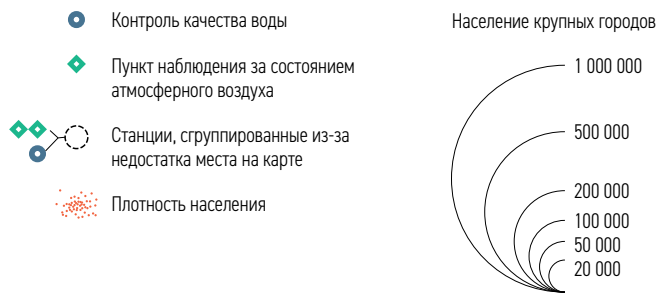 Контроль качества воды
Пункт наблюдения за состоянием
атмосферного воздуха
Станции, сгруппированные из-за
недостатка места на карте
Плотность населения
Население крупных городов
1 000 000
500 000
200 000
100 000
50 000
20 000